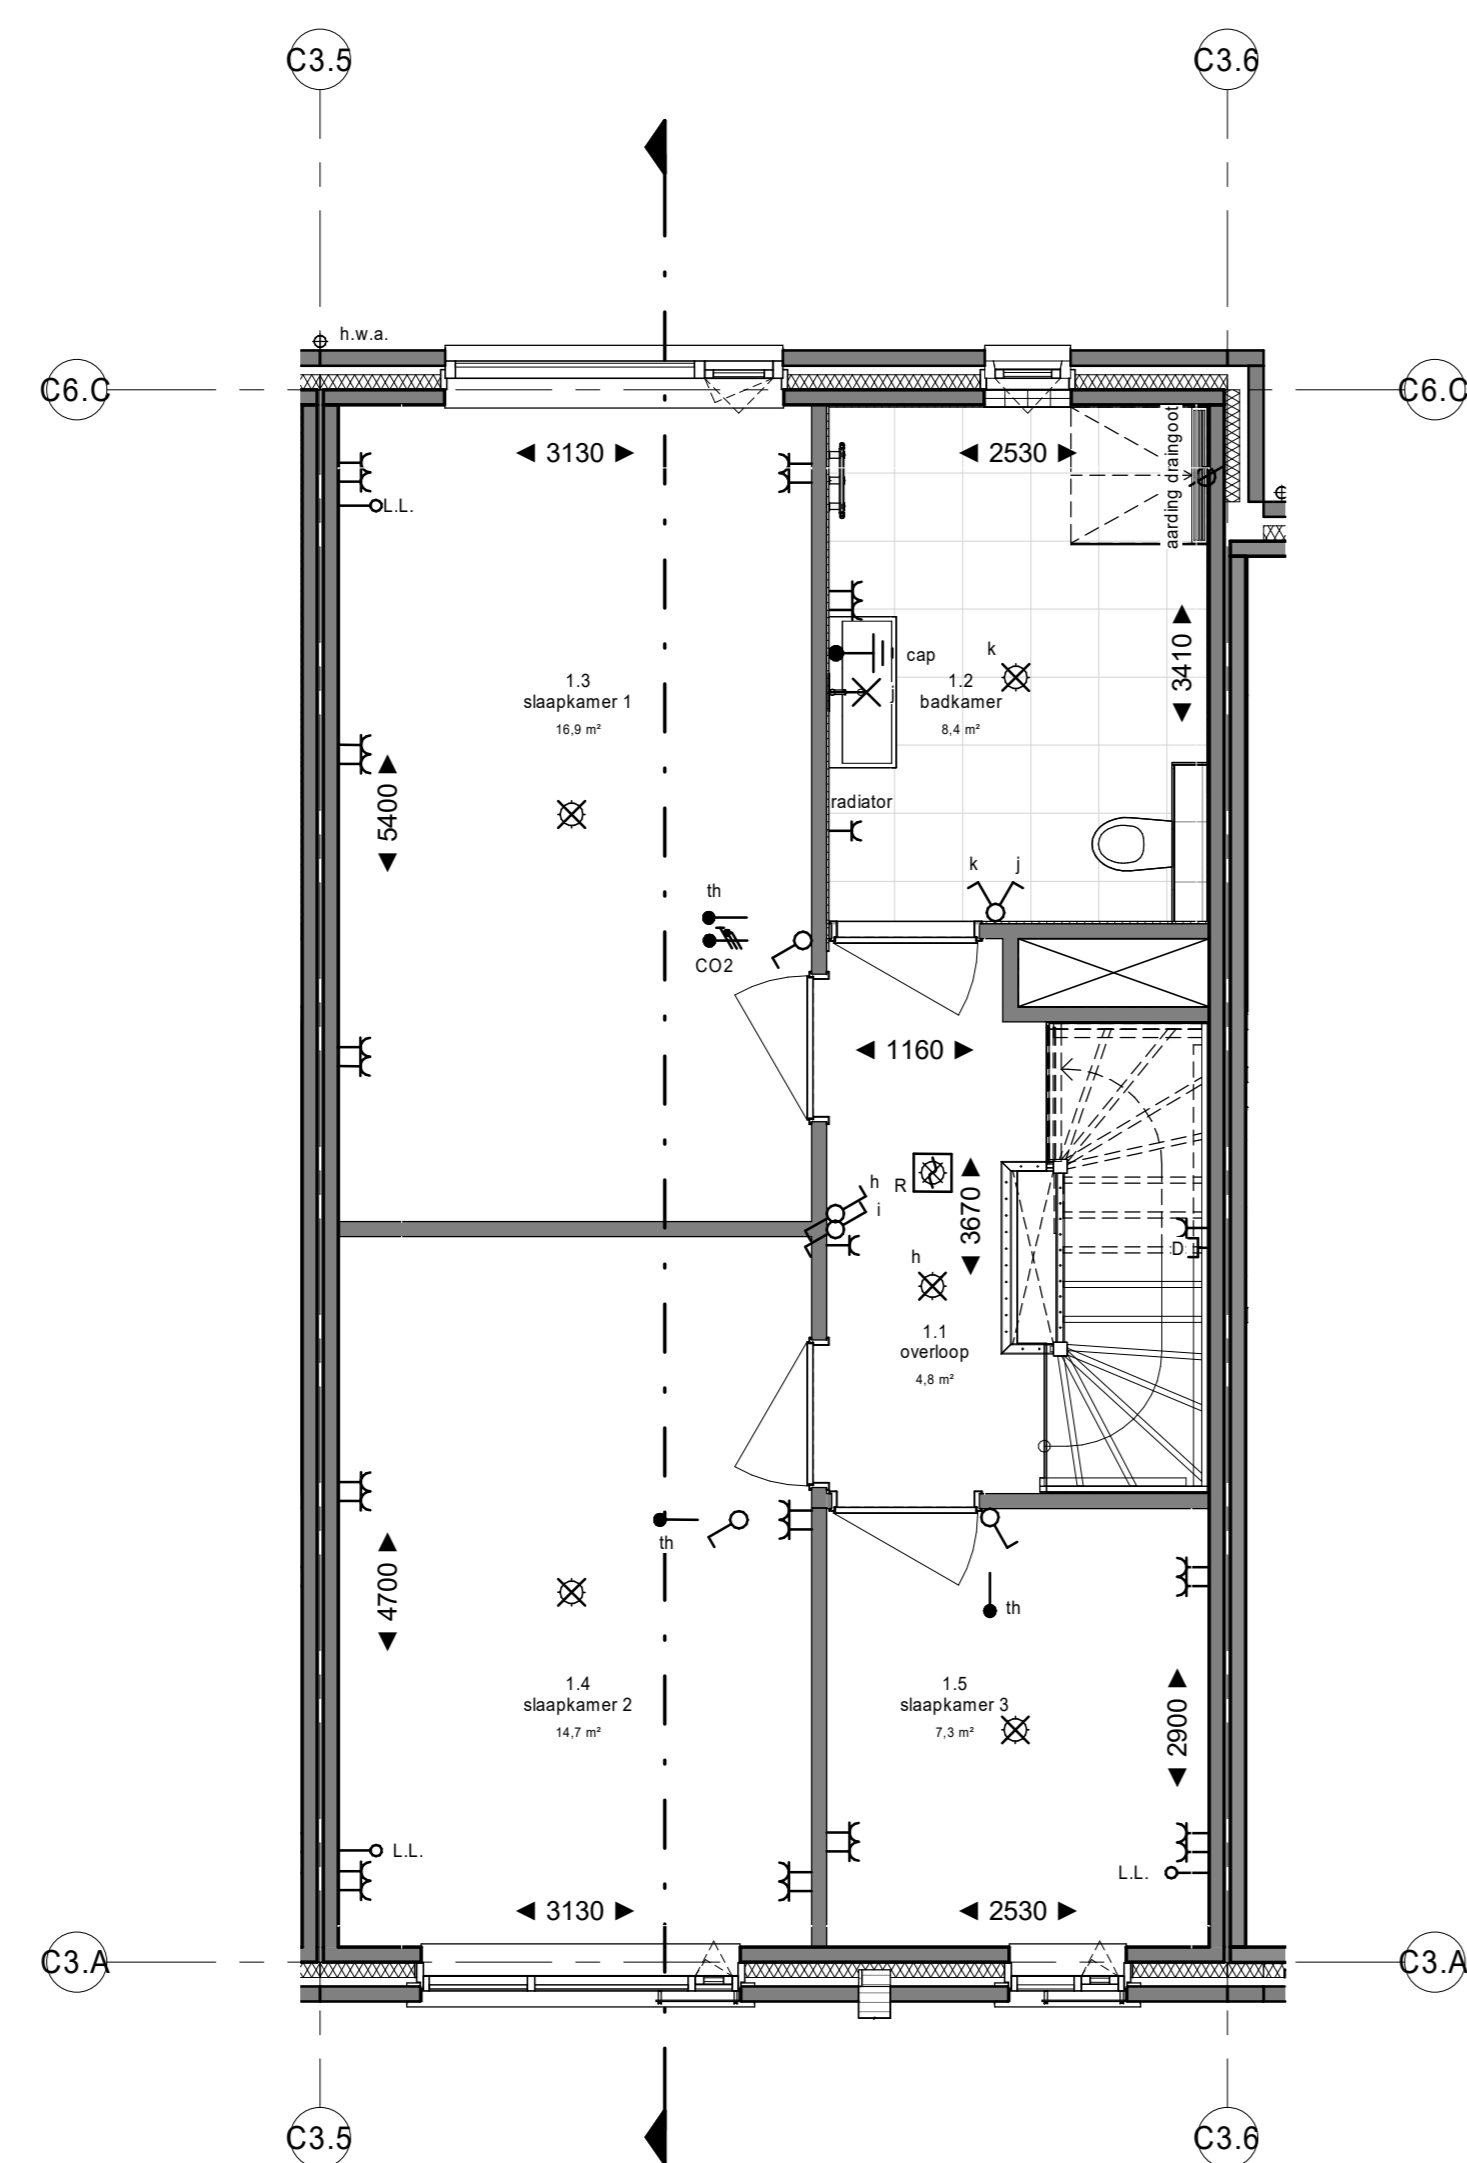 C3.5
C3.6
h.w.a.
C6.C
C6.C
3130
2530
aarding draingoot
L.L.
3410
cap
k
j
1.3
slaapkamer 1
16,9 m²
1.2
badkamer
8,4 m²
5400
radiator
k
j
th
CO2
1160
h
i
R
3670
h
D
1.1
overloop
4,8 m²
th
th
4700
1.4
slaapkamer 2
14,7 m²
1.5
slaapkamer 3
7,3 m²
2900
L.L.
L.L.
3130
2530
C3.A
C3.A
C3.5
C3.6